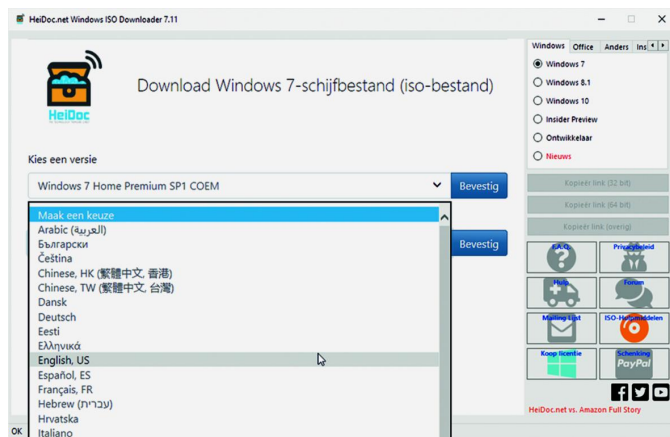 HeiDoc.net Windows ISO Downloader 7.11
HeiDoc
Download Windows 7-schijfbestand (iso-bestand)
Kies een versie
Windows 7 Home Premium SP1 COEM
Bevestig
Maak een keuze
Arabic (العربية)
Български
Čeština
Chinese, HK (繁體中文, 香港)
Chinese, TW (繁體中文, 台灣)
Dansk
Deutsch
Eesti
Ελληνικά
English, US
Español, ES
Français, FR
Hebrew (עברית)
Hrvatska
Italiano
Bevestig
OK
Windows Office Anders Ins
Windows 7
Windows 8.1
Windows 10
Insider Preview
Ontwikkelaar
Nieuws
Kopieër link (32 bit)
Kopieër link (64 bit)
Kopieër link (overig)
F.A.Q.
Privacybeleid
Hulp
Forum
Mailing List
ISO-Hulpmiddelen
Koop licentie
Schenking
PayPal
HeiDoc.net vs. Amazon Full Story